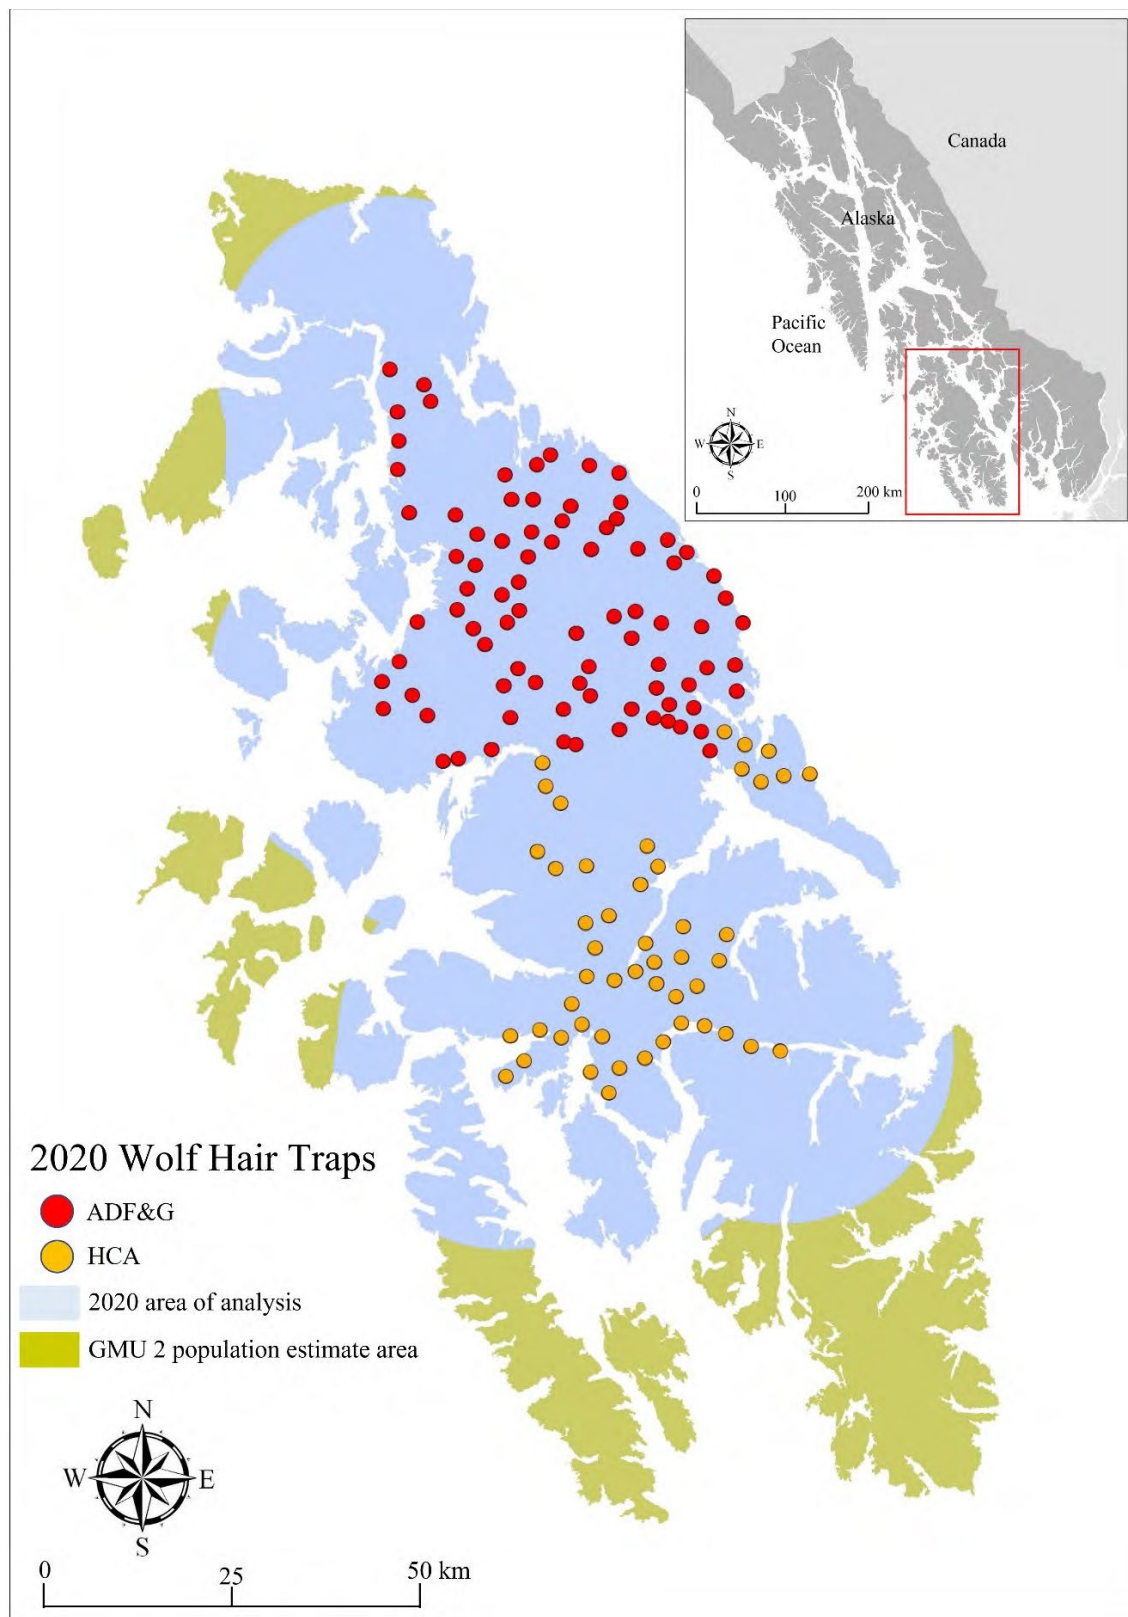 Canada
Alaska
Pacific
Ocean
N
W E
S
0 100 200 km
2020 Wolf Hair Traps
ADF&G
HCA
2020 area of analysis
GMU 2 population estimate area
N
W E
S
0 25 50 km